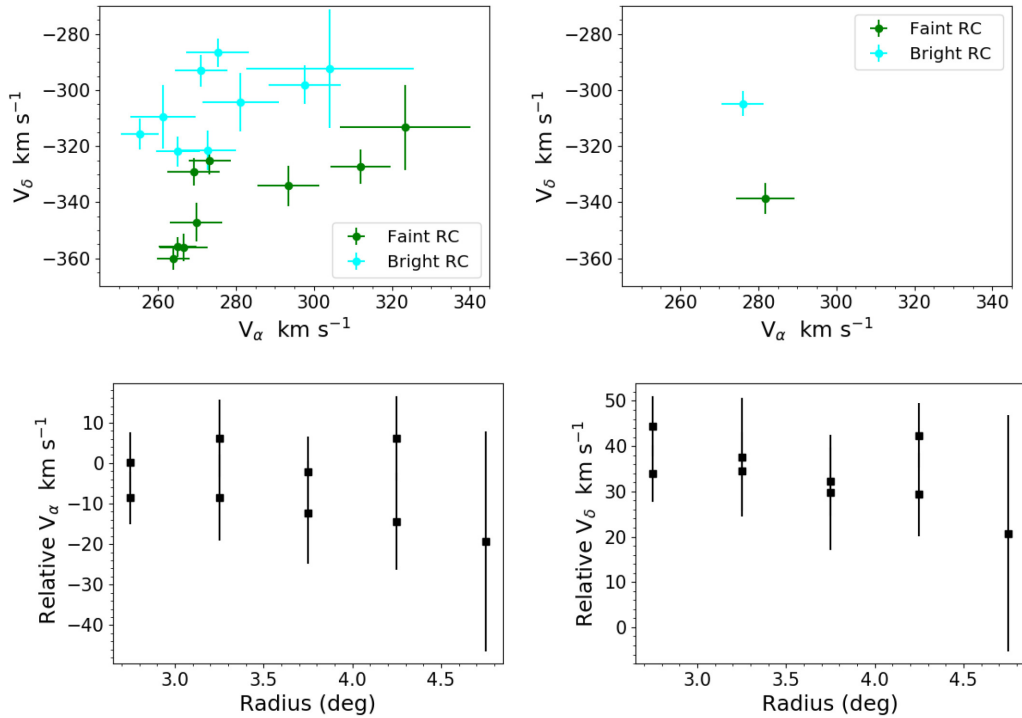 −280
−300
−320
−340
−360
V_δ km s⁻¹
260 280 300 320 340
V_α km s⁻¹
Faint RC
Bright RC
−280
−300
−320
−340
−360
V_δ km s⁻¹
260 280 300 320 340
V_α km s⁻¹
Faint RC
Bright RC
10
0
−10
−20
−30
−40
Relative V_α km s⁻¹
3.0 3.5 4.0 4.5
Radius (deg)
50
40
30
20
10
0
Relative V_δ km s⁻¹
3.0 3.5 4.0 4.5
Radius (deg)